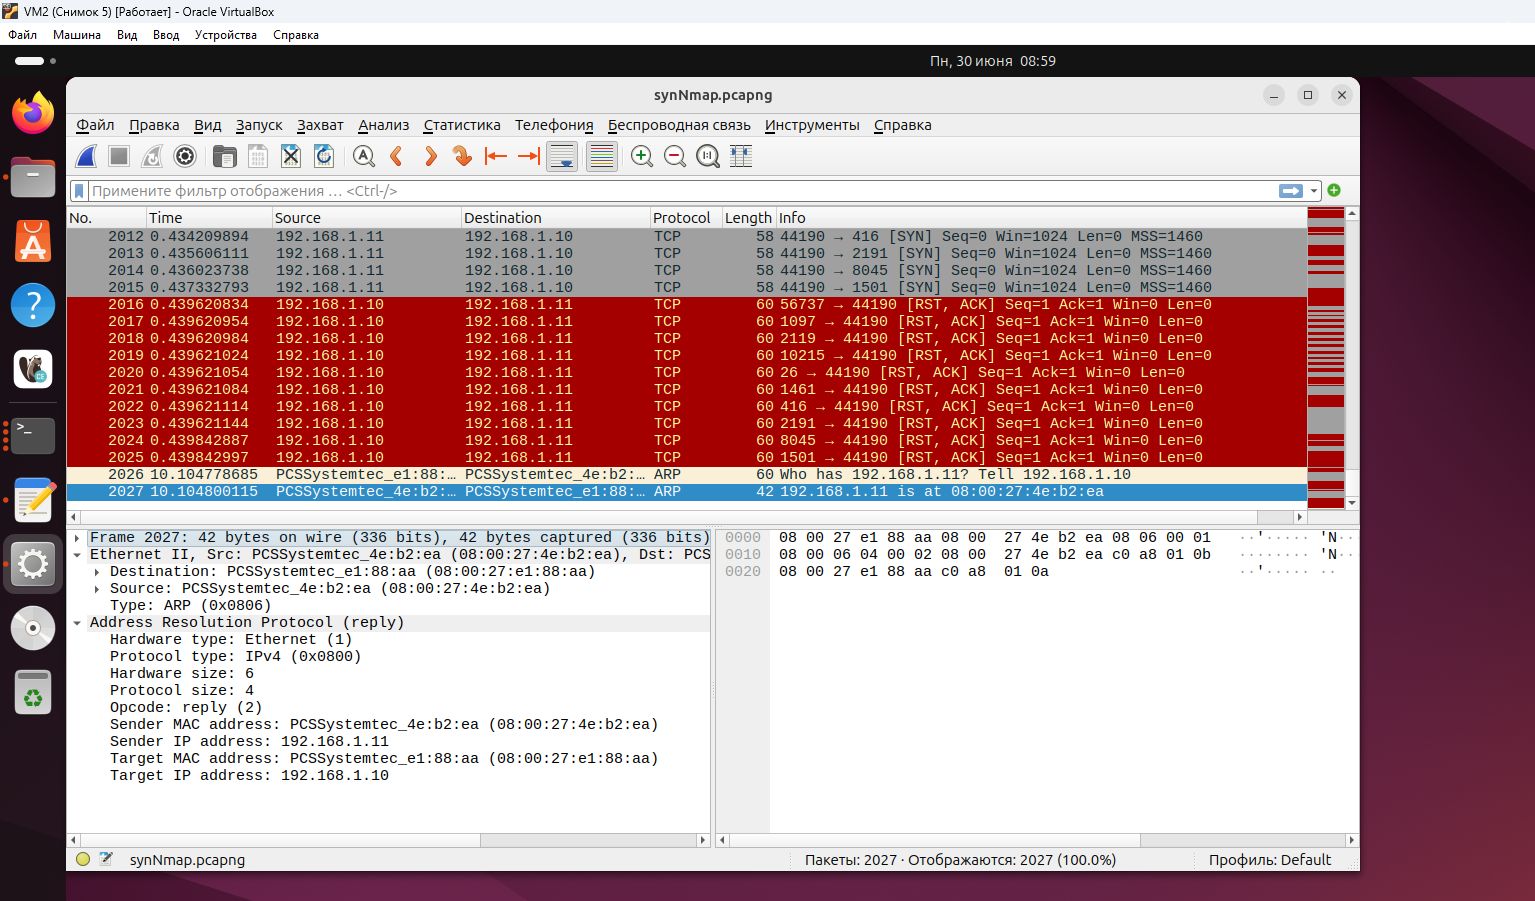 VM2 (Снимок 5) [Работает] - Oracle VirtualBox
Файл Машина Вид Ввод Устройства Справка
Пн, 30 июня 08:59
synNmap.pcapng
Файл Правка Вид Запуск Захват Анализ Статистика Телефония Беспроводная связь Инструменты Справка
Примените фильтр отображения … <Ctrl-/>
No. Time Source Destination Protocol Length Info
2012 0.434209894 192.168.1.11 192.168.1.10 TCP 58 44190 → 416 [SYN] Seq=0 Win=1024 Len=0 MSS=1460
2013 0.435606111 192.168.1.11 192.168.1.10 TCP 58 44190 → 2191 [SYN] Seq=0 Win=1024 Len=0 MSS=1460
2014 0.436023738 192.168.1.11 192.168.1.10 TCP 58 44190 → 8045 [SYN] Seq=0 Win=1024 Len=0 MSS=1460
2015 0.437332793 192.168.1.11 192.168.1.10 TCP 58 44190 → 1501 [SYN] Seq=0 Win=1024 Len=0 MSS=1460
2016 0.439620834 192.168.1.10 192.168.1.11 TCP 60 56737 → 44190 [RST, ACK] Seq=1 Ack=1 Win=0 Len=0
2017 0.439620954 192.168.1.10 192.168.1.11 TCP 60 1097 → 44190 [RST, ACK] Seq=1 Ack=1 Win=0 Len=0
2018 0.439620984 192.168.1.10 192.168.1.11 TCP 60 2119 → 44190 [RST, ACK] Seq=1 Ack=1 Win=0 Len=0
2019 0.439621024 192.168.1.10 192.168.1.11 TCP 60 10215 → 44190 [RST, ACK] Seq=1 Ack=1 Win=0 Len=0
2020 0.439621054 192.168.1.10 192.168.1.11 TCP 60 26 → 44190 [RST, ACK] Seq=1 Ack=1 Win=0 Len=0
2021 0.439621084 192.168.1.10 192.168.1.11 TCP 60 1461 → 44190 [RST, ACK] Seq=1 Ack=1 Win=0 Len=0
2022 0.439621114 192.168.1.10 192.168.1.11 TCP 60 416 → 44190 [RST, ACK] Seq=1 Ack=1 Win=0 Len=0
2023 0.439621144 192.168.1.10 192.168.1.11 TCP 60 2191 → 44190 [RST, ACK] Seq=1 Ack=1 Win=0 Len=0
2024 0.439842887 192.168.1.10 192.168.1.11 TCP 60 8045 → 44190 [RST, ACK] Seq=1 Ack=1 Win=0 Len=0
2025 0.439842997 192.168.1.10 192.168.1.11 TCP 60 1501 → 44190 [RST, ACK] Seq=1 Ack=1 Win=0 Len=0
2026 10.104778685 PCSSystemtec_e1:88:… PCSSystemtec_4e:b2:… ARP 60 Who has 192.168.1.11? Tell 192.168.1.10
2027 10.104800115 PCSSystemtec_4e:b2:… PCSSystemtec_e1:88:… ARP 42 192.168.1.11 is at 08:00:27:4e:b2:ea
Frame 2027: 42 bytes on wire (336 bits), 42 bytes captured (336 bits)
Ethernet II, Src: PCSSystemtec_4e:b2:ea (08:00:27:4e:b2:ea), Dst: PCS
Destination: PCSSystemtec_e1:88:aa (08:00:27:e1:88:aa)
Source: PCSSystemtec_4e:b2:ea (08:00:27:4e:b2:ea)
Type: ARP (0x0806)
Address Resolution Protocol (reply)
Hardware type: Ethernet (1)
Protocol type: IPv4 (0x0800)
Hardware size: 6
Protocol size: 4
Opcode: reply (2)
Sender MAC address: PCSSystemtec_4e:b2:ea (08:00:27:4e:b2:ea)
Sender IP address: 192.168.1.11
Target MAC address: PCSSystemtec_e1:88:aa (08:00:27:e1:88:aa)
Target IP address: 192.168.1.10
0000 08 00 27 e1 88 aa 08 00 27 4e b2 ea 08 06 00 01 ··'····· 'N···
0010 08 00 06 04 00 02 08 00 27 4e b2 ea c0 a8 01 0b ········ 'N···
0020 08 00 27 e1 88 aa c0 a8 01 0a ··'····· ··
synNmap.pcapng
Пакеты: 2027 · Отображаются: 2027 (100.0%)
Профиль: Default